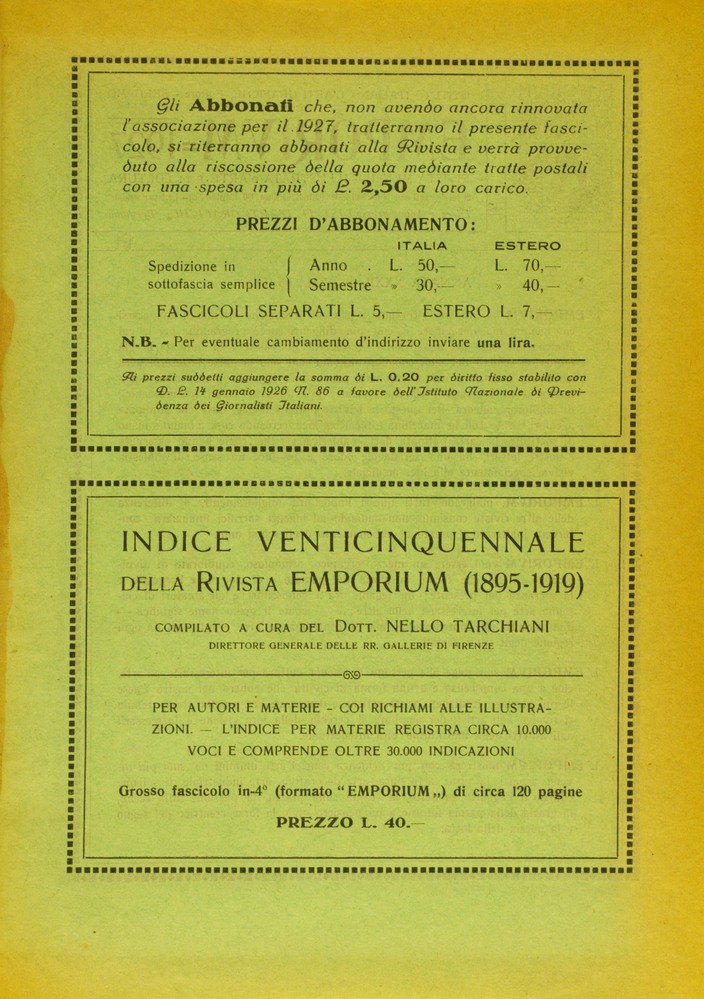 Gli Abbonati che, non avendo ancora rinnovata
l'associazione per il 1927, tratterranno il presente fasci-
colo, si riterranno abbonati alla Rivista e verrà provve-
duto alla riscossione della quota mediante tratte postali
con una spesa in più di L. 2,50 a loro carico.
PREZZI D'ABBONAMENTO:
ITALIA ESTERO
Spedizione in { Anno . L. 50,— L. 70,—
sottofascia semplice { Semestre » 30,— » 40,—
FASCICOLI SEPARATI L. 5,— ESTERO L. 7,—
N.B. - Per eventuale cambiamento d'indirizzo inviare una lira.
Ai prezzi suddetti aggiungere la somma di L. 0.20 per diritto fisso stabilito con
D. L. 14 gennaio 1926 N. 86 a favore dell'Istituto Nazionale di Previ-
denza dei Giornalisti Italiani.
INDICE VENTICINQUENNALE
DELLA RIVISTA EMPORIUM (1895-1919)
COMPILATO A CURA DEL DOTT. NELLO TARCHIANI
DIRETTORE GENERALE DELLE RR. GALLERIE DI FIRENZE
PER AUTORI E MATERIE - COI RICHIAMI ALLE ILLUSTRA-
ZIONI. — L'INDICE PER MATERIE REGISTRA CIRCA 10.000
VOCI E COMPRENDE OLTRE 30.000 INDICAZIONI
Grosso fascicolo in-4° (formato "EMPORIUM„) di circa 120 pagine
PREZZO L. 40.—